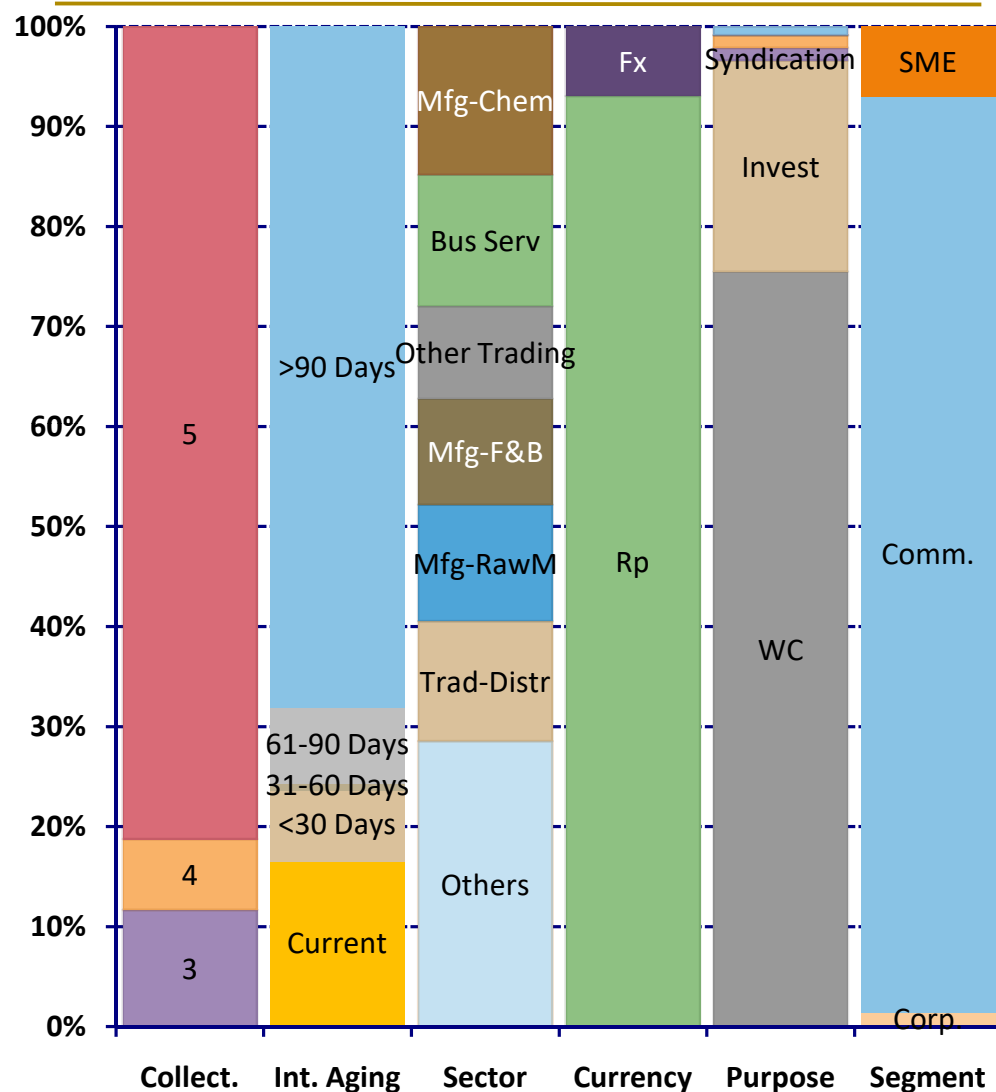 100%
90%
80%
70%
60%
50%
40%
30%
20%
10%
0%
5
4
3
>90 Days
61-90 Days
31-60 Days
<30 Days
Current
Mfg-Chem
Bus Serv
Other Trading
Mfg-F&B
Mfg-RawM
Trad-Distr
Others
Fx
Rp
Syndication
Invest
WC
SME
Comm.
Corp.
Collect. Int. Aging Sector Currency Purpose Segment